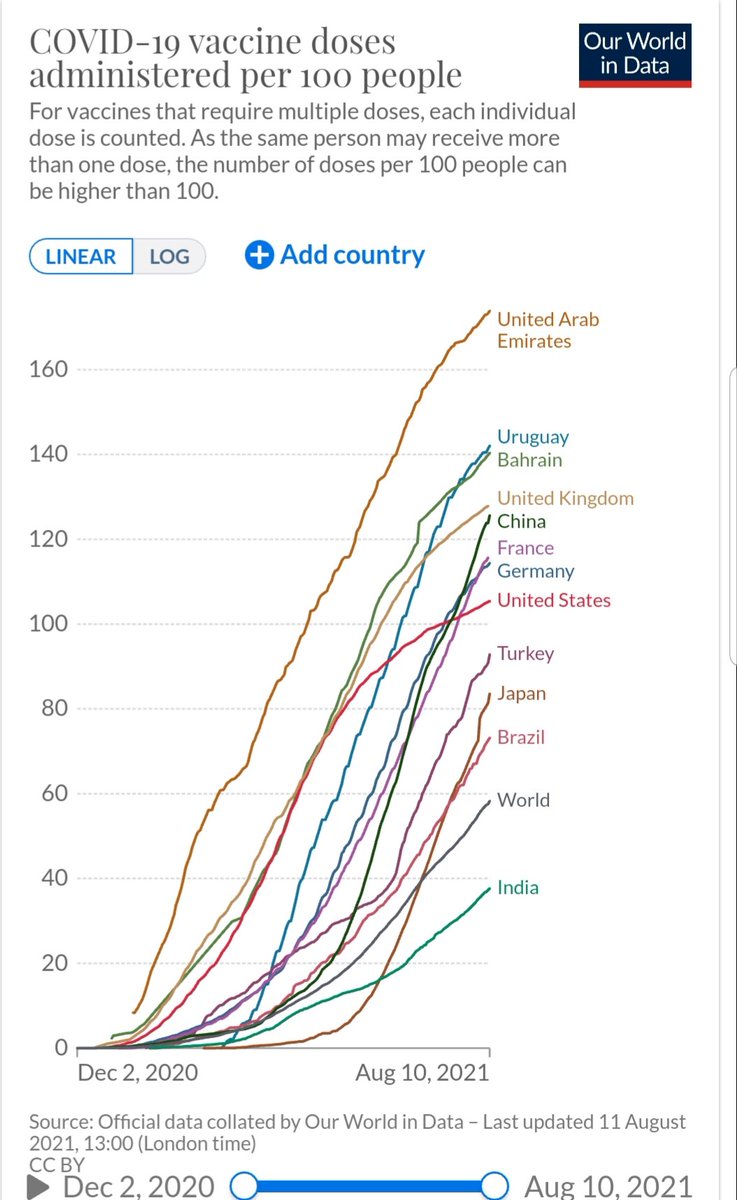 COVID-19 vaccine doses
administered per 100 people
Our World
in Data
For vaccines that require multiple doses, each individual
dose is counted. As the same person may receive more
than one dose, the number of doses per 100 people can
be higher than 100.
LINEAR
LOG
Add country
United Arab
Emirates
160
140
Uruguay
Bahrain
United Kingdom
120
China
France
Germany
100
United States
Turkey
80
Japan
Brazil
60
World
40
India
20
0
Dec 2, 2020
Aug 10, 2021
Source: Official data collated by Our World in Data – Last updated 11 August
2021, 13:00 (London time)
CC BY
Dec 2, 2020
Aug 10, 2021